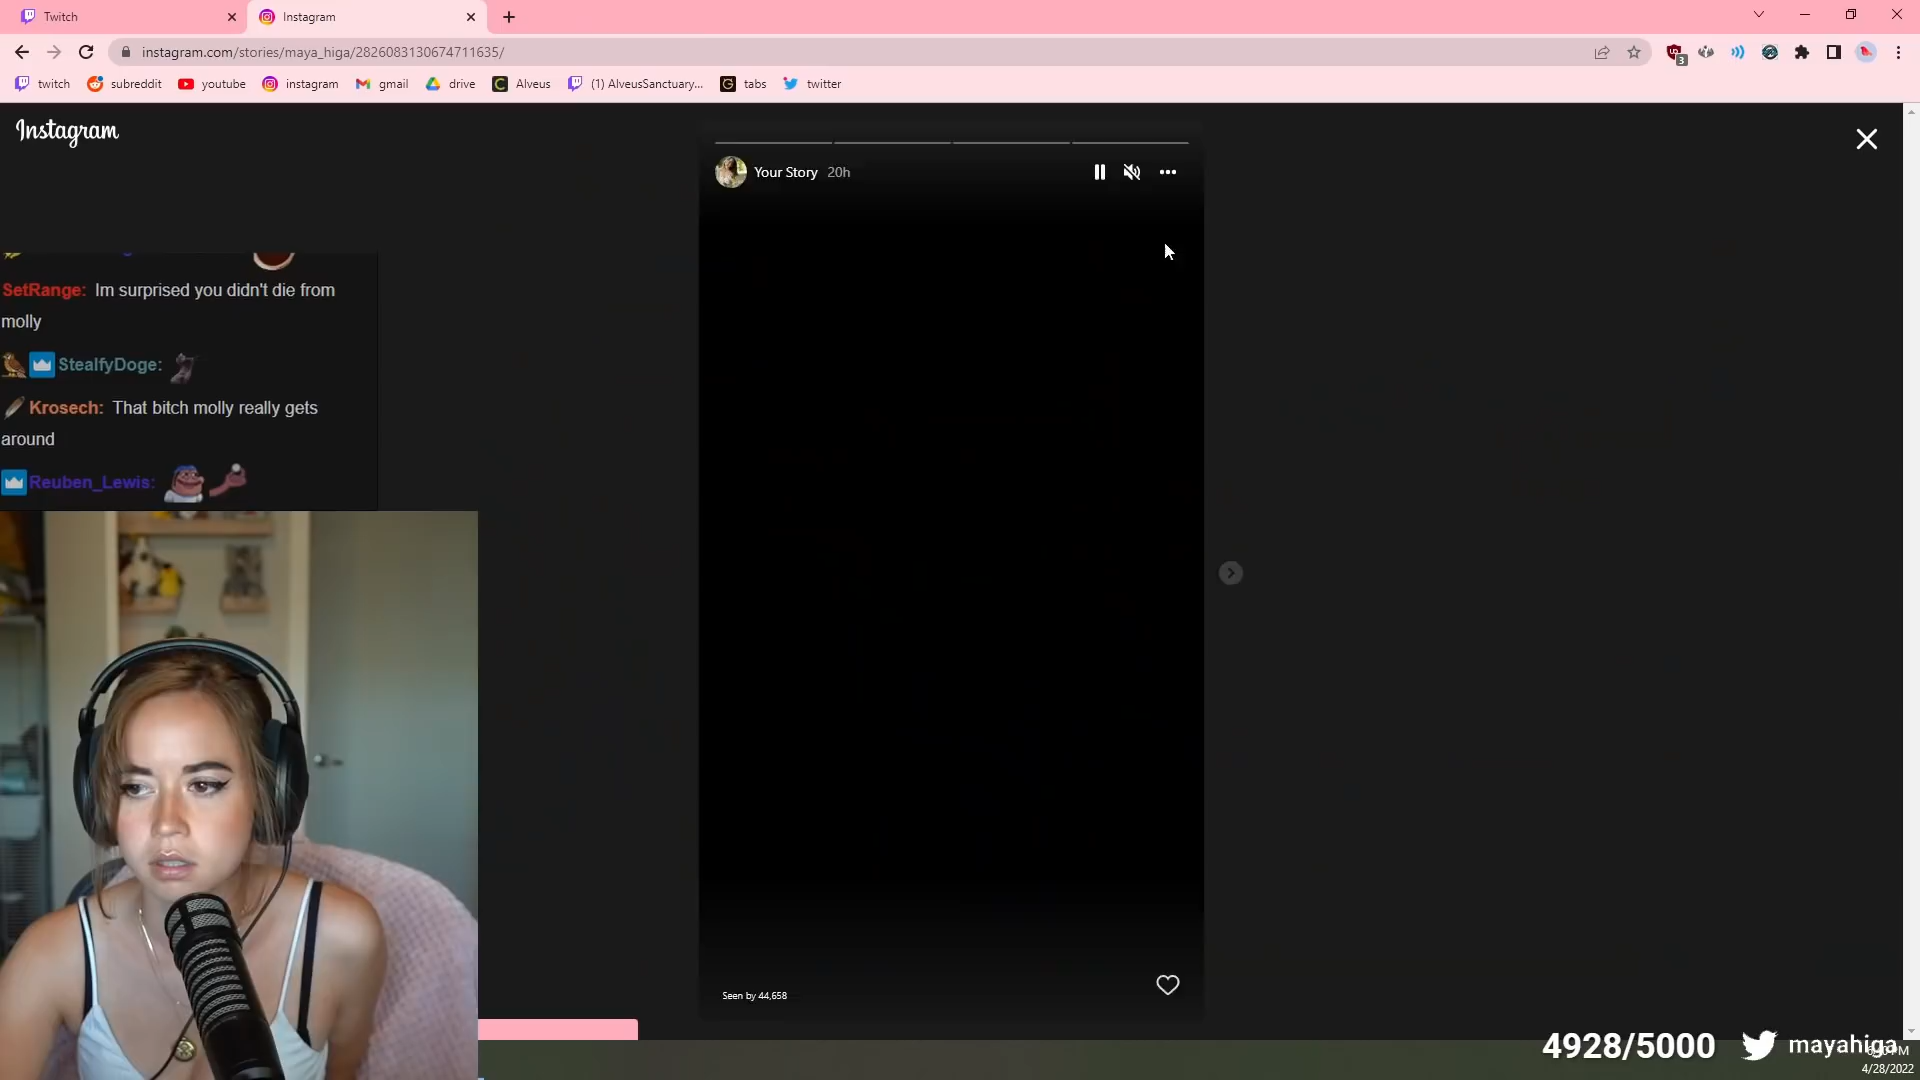 Twitch
Instagram
instagram.com/stories/maya_higa/2826083130674711635/
3
twitch
subreddit
youtube
instagram
gmail
drive
Alveus
(1) AlveusSanctuary...
tabs
twitter
Instagram
Your Story 20h
SetRange: Im surprised you didn't die from
molly
StealfyDoge:
Krosech: That bitch molly really gets
around
Reuben_Lewis:
Seen by 44,658
4928/5000
mayahiga
4/28/2022